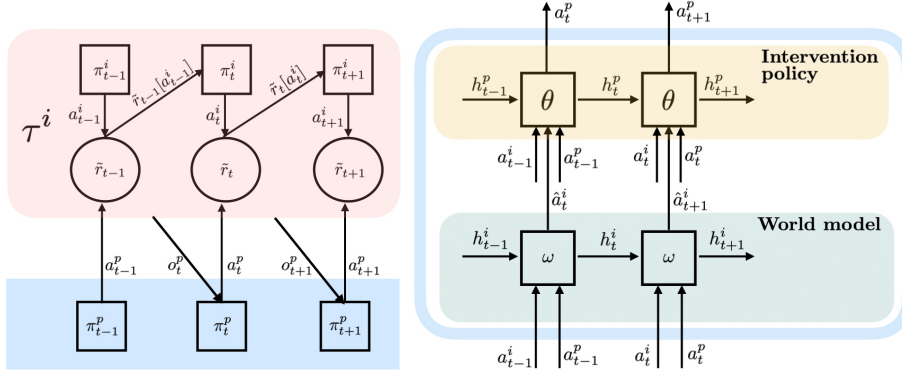 π^i_{t−1} π^i_t π^i_{t+1}
r̃_{t−1}[a^i_{t−1}] r̃_t[a^i_t]
a^i_{t−1} a^i_t a^i_{t+1}
τ^i
r̃_{t−1} r̃_t r̃_{t+1}
a^p_{t−1} o^p_t a^p_t o^p_{t+1} a^p_{t+1}
π^p_{t−1} π^p_t π^p_{t+1}
a^p_t a^p_{t+1}
Intervention
policy
h^p_{t−1} θ h^p_t θ h^p_{t+1}
a^i_{t−1} a^p_{t−1} a^i_t a^p_t
â^i_t â^i_{t+1}
World model
h^i_{t−1} ω h^i_t ω h^i_{t+1}
a^i_{t−1} a^p_{t−1} a^i_t a^p_t